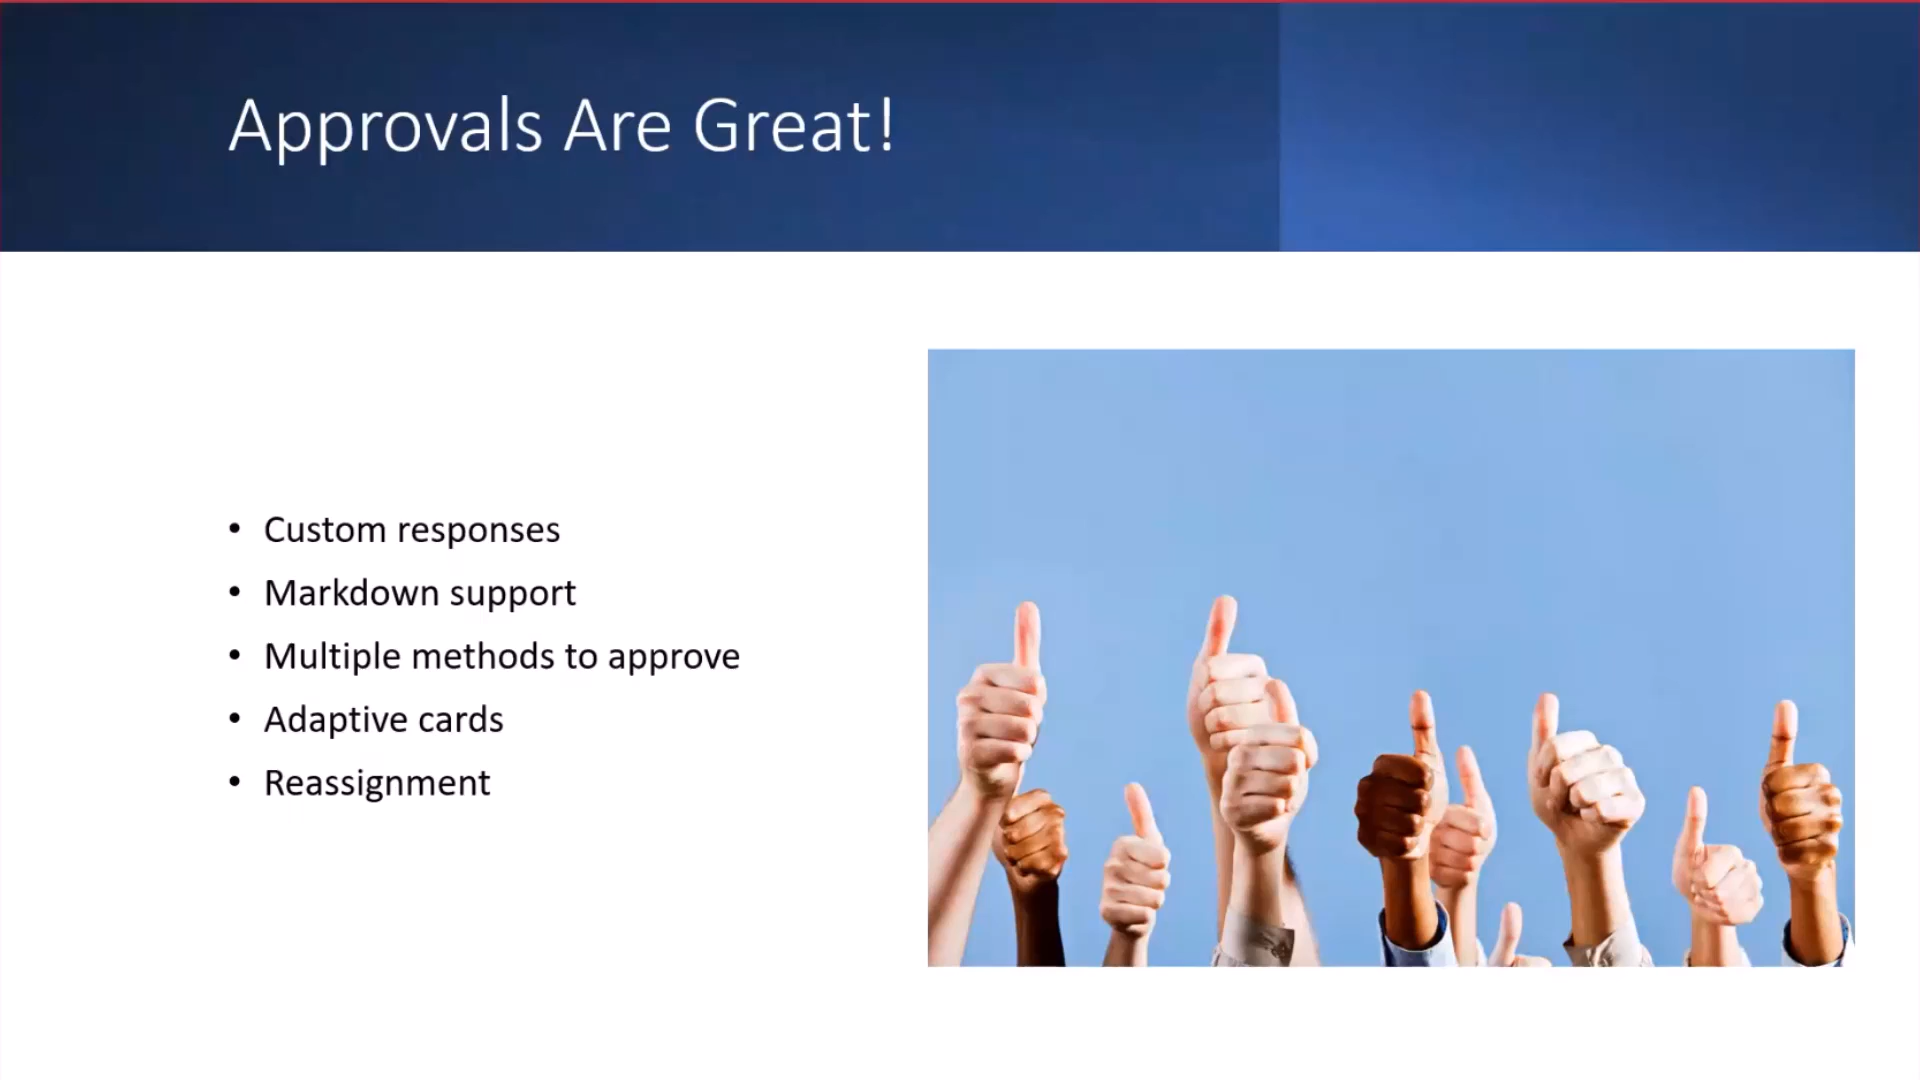 Approvals Are Great!
• Custom responses
• Markdown support
• Multiple methods to approve
• Adaptive cards
• Reassignment